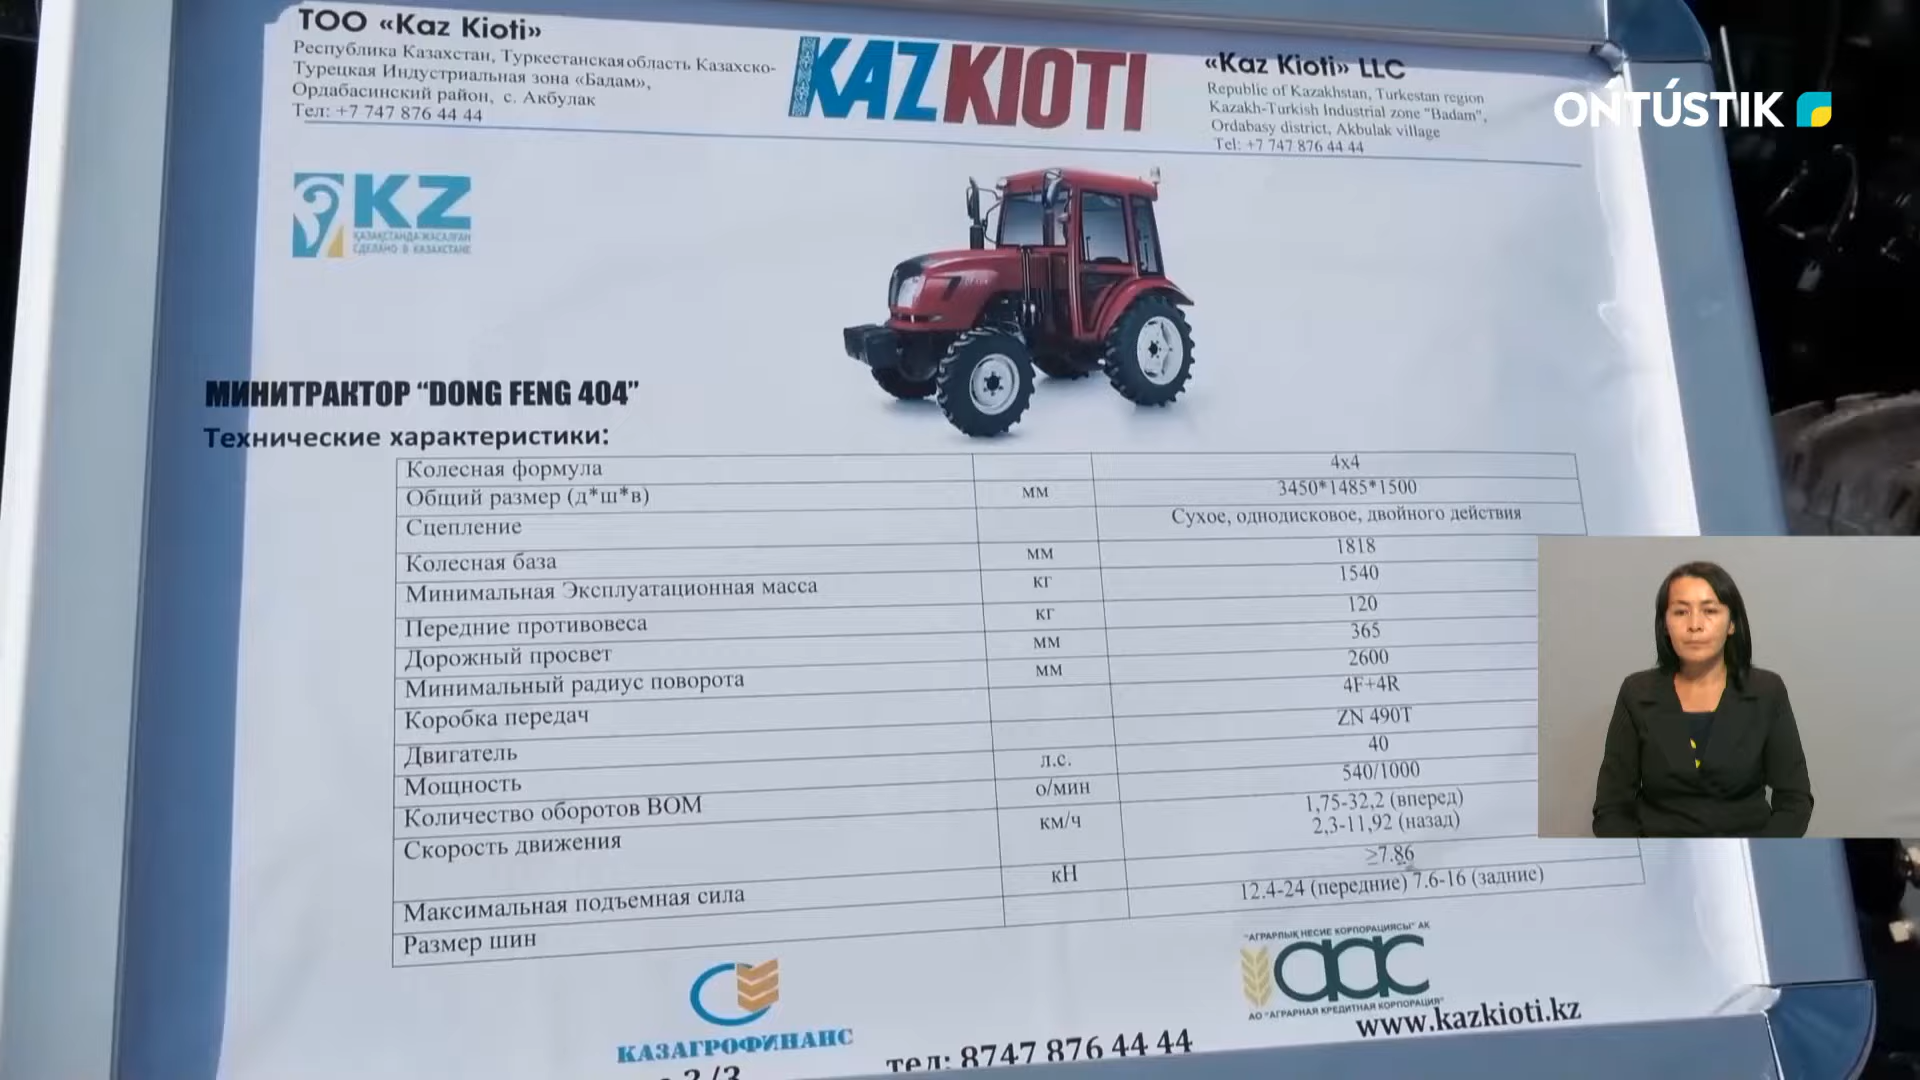 ТОО «Kaz Kioti»
Республика Казахстан, Туркестанская область Казахско-
Турецкая Индустриальная зона «Бадам»,
Ордабасинский район, с. Акбулак
Тел: +7 747 876 44 44
KAZKIOTI
«Kaz Kioti» LLC
Republic of Kazakhstan, Turkestan region
Kazakh-Turkish Industrial zone "Badam",
Ordabasy district, Akbulak village
Tel: +7 747 876 44 44
OŃTÚSTIK
KZ
ҚАЗАҚСТАНДА ЖАСАЛҒАН
СДЕЛАНО В КАЗАХСТАНЕ
МИНИТРАКТОР “DONG FENG 404”
Технические характеристики:
Колесная формула 4x4
Общий размер (д*ш*в) мм 3450*1485*1500
Сцепление Сухое, однодисковое, двойного действия
Колесная база мм 1818
Минимальная Эксплуатационная масса кг 1540
Передние противовеса кг 120
Дорожный просвет мм 365
Минимальный радиус поворота мм 2600
Коробка передач 4F+4R
Двигатель ZN 490T
Мощность л.с. 40
Количество оборотов ВОМ о/мин 540/1000
Скорость движения км/ч 1,75-32,2 (вперед)
2,3-11,92 (назад)
Максимальная подъемная сила кН ≥7.86
Размер шин 12.4-24 (передние) 7.6-16 (задние)
КАЗАГРОФИНАНС
"АГРАРЛЫҚ НЕСИЕ КОРПОРАЦИЯСЫ" АҚ
аас
АО "АГРАРНАЯ КРЕДИТНАЯ КОРПОРАЦИЯ"
www.kazkioti.kz
тел: 8747 876 44 44